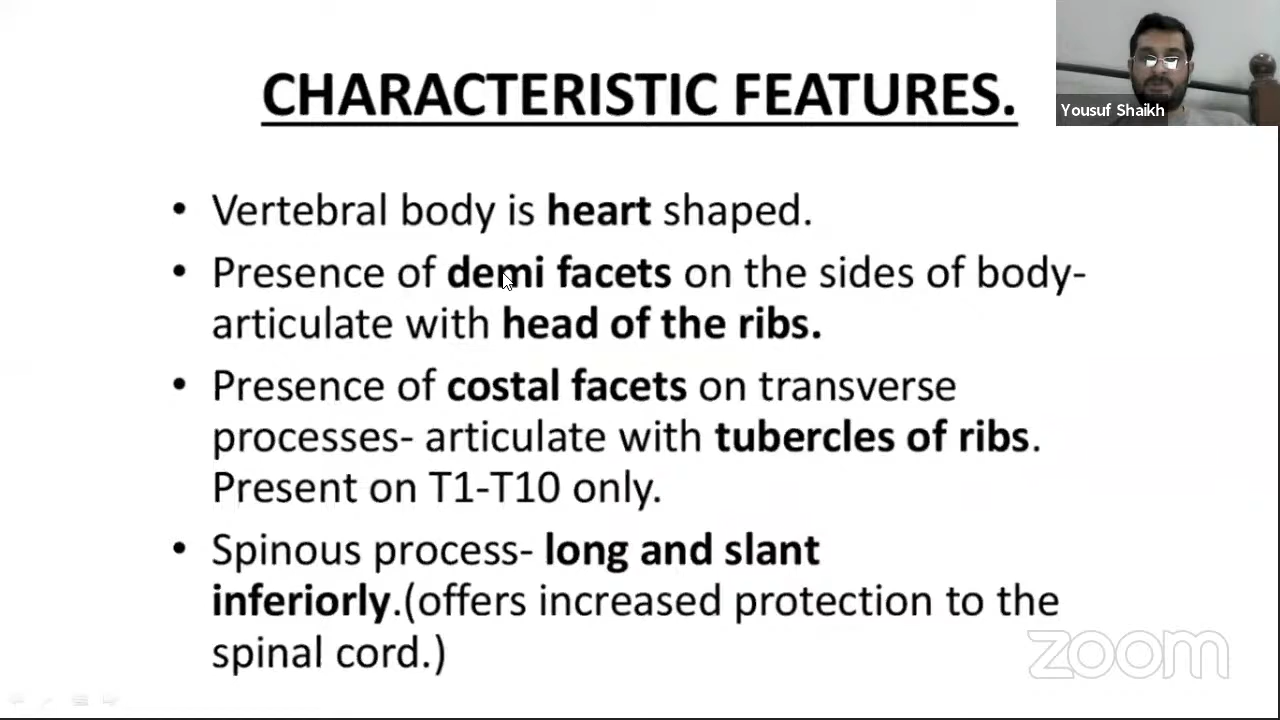 CHARACTERISTIC FEATURES.
Yousuf Shaikh
• Vertebral body is heart shaped.
• Presence of demi facets on the sides of body-
articulate with head of the ribs.
• Presence of costal facets on transverse
processes- articulate with tubercles of ribs.
Present on T1-T10 only.
• Spinous process- long and slant
inferiorly.(offers increased protection to the
spinal cord.)
zoom